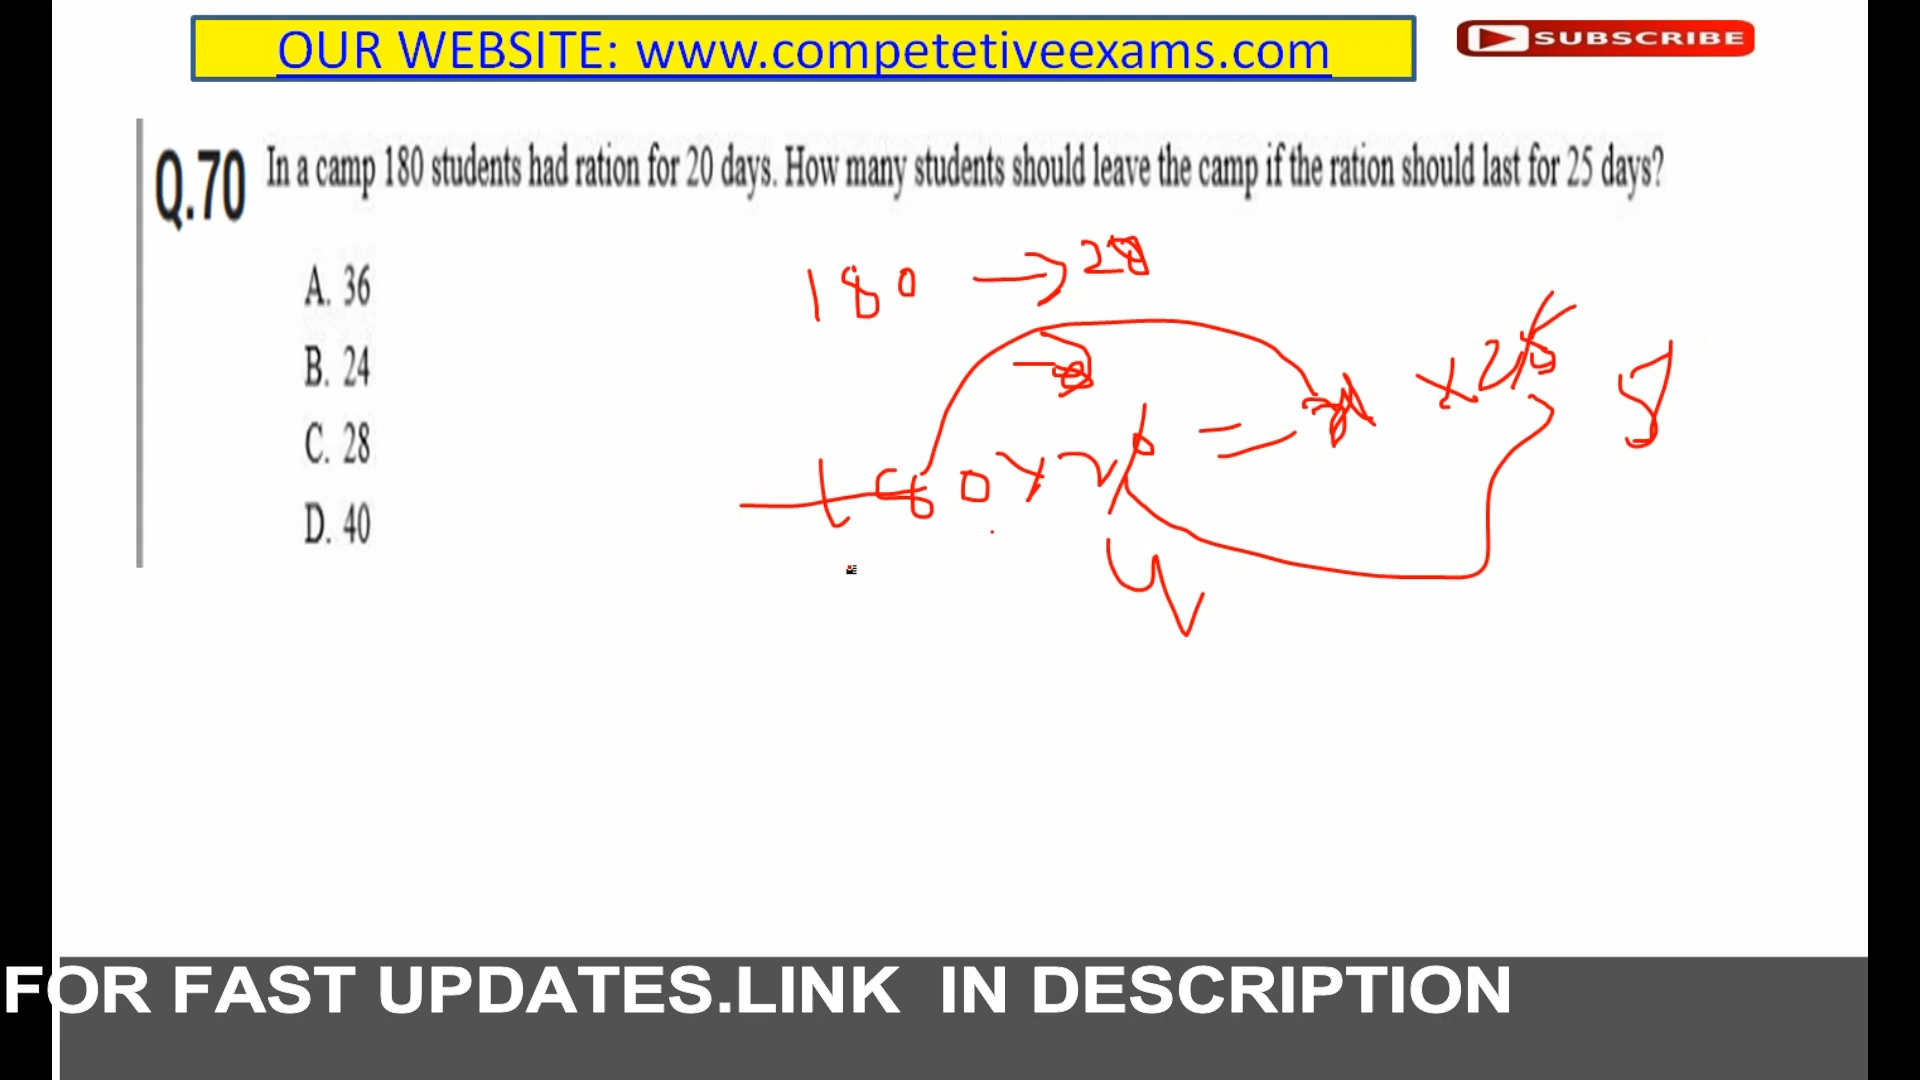 OUR WEBSITE: www.competetiveexams.com
SUBSCRIBE
Q.70 In a camp 180 students had ration for 20 days. How many students should leave the camp if the ration should last for 25 days?
A. 36
B. 24
C. 28
D. 40
180
FOR FAST UPDATES.LINK IN DESCRIPTION